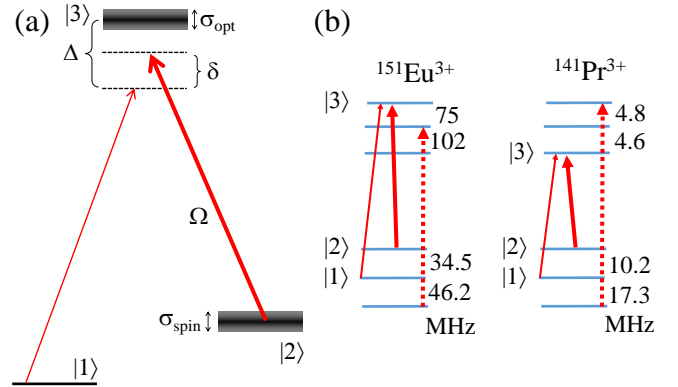 (a)
|3⟩
σopt
Δ
δ
Ω
σspin
|2⟩
|1⟩
(b)
151Eu3+
|3⟩
75
102
|2⟩
34.5
|1⟩
46.2
MHz
141Pr3+
4.8
4.6
|3⟩
|2⟩
10.2
|1⟩
17.3
MHz